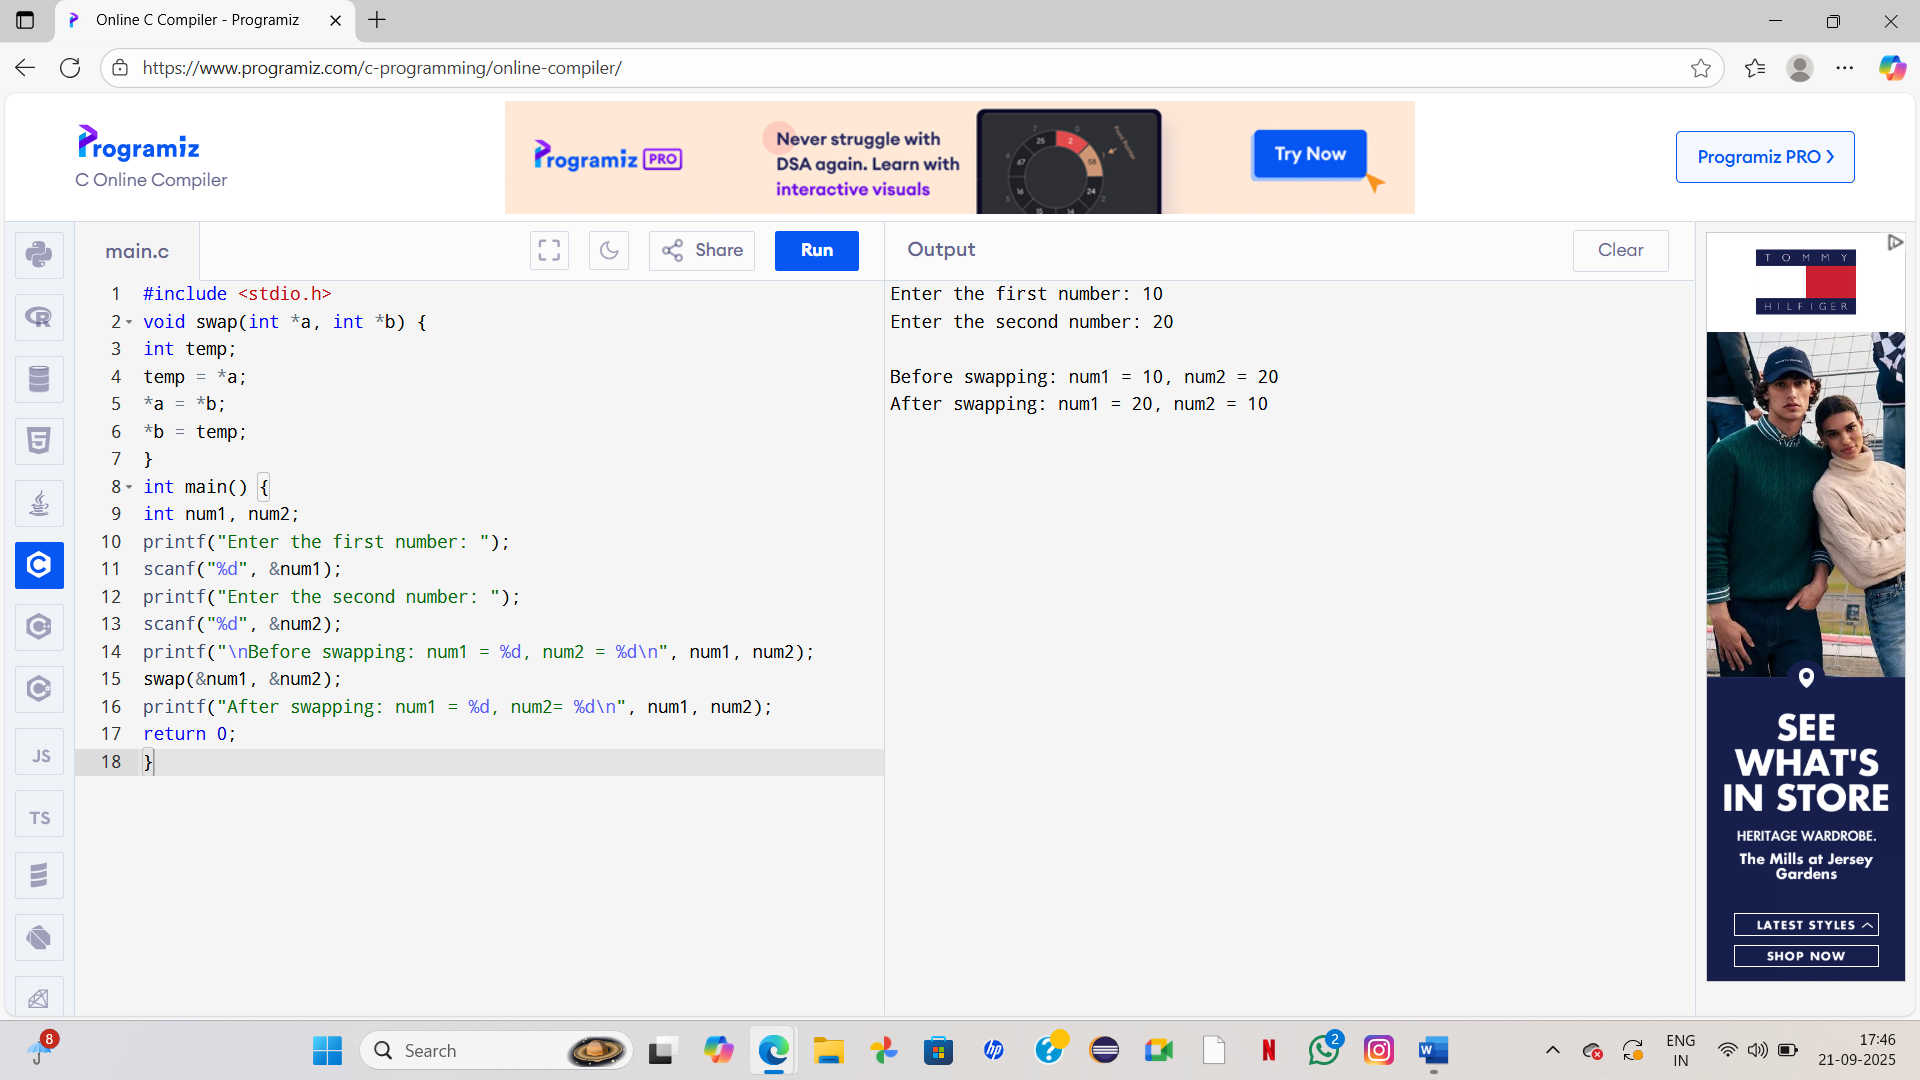 Online C Compiler - Programiz
https://www.programiz.com/c-programming/online-compiler/
Programiz
C Online Compiler
Programiz PRO
Never struggle with
DSA again. Learn with
interactive visuals
Try Now
Programiz PRO
main.c
Share
Run
Output
Clear
1 #include <stdio.h>
2 void swap(int *a, int *b) {
3 int temp;
4 temp = *a;
5 *a = *b;
6 *b = temp;
7 }
8 int main() {
9 int num1, num2;
10 printf("Enter the first number: ");
11 scanf("%d", &num1);
12 printf("Enter the second number: ");
13 scanf("%d", &num2);
14 printf("\nBefore swapping: num1 = %d, num2 = %d\n", num1, num2);
15 swap(&num1, &num2);
16 printf("After swapping: num1 = %d, num2= %d\n", num1, num2);
17 return 0;
18 }
Enter the first number: 10
Enter the second number: 20
Before swapping: num1 = 10, num2 = 20
After swapping: num1 = 20, num2 = 10
JS
TS
TOMMY
HILFIGER
SEE
WHAT'S
IN STORE
HERITAGE WARDROBE.
The Mills at Jersey
Gardens
LATEST STYLES
SHOP NOW
8
Search
2
ENG
IN
17:46
21-09-2025